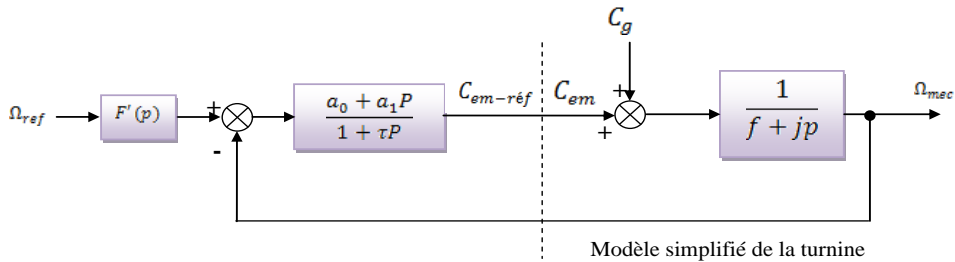 C_g
Ω_ref
F'(p)
+
-
a_0 + a_1P
1 + τP
C_em-réf
C_em
+
+
1
f + jp
Ω_mec
Modèle simplifié de la turnine